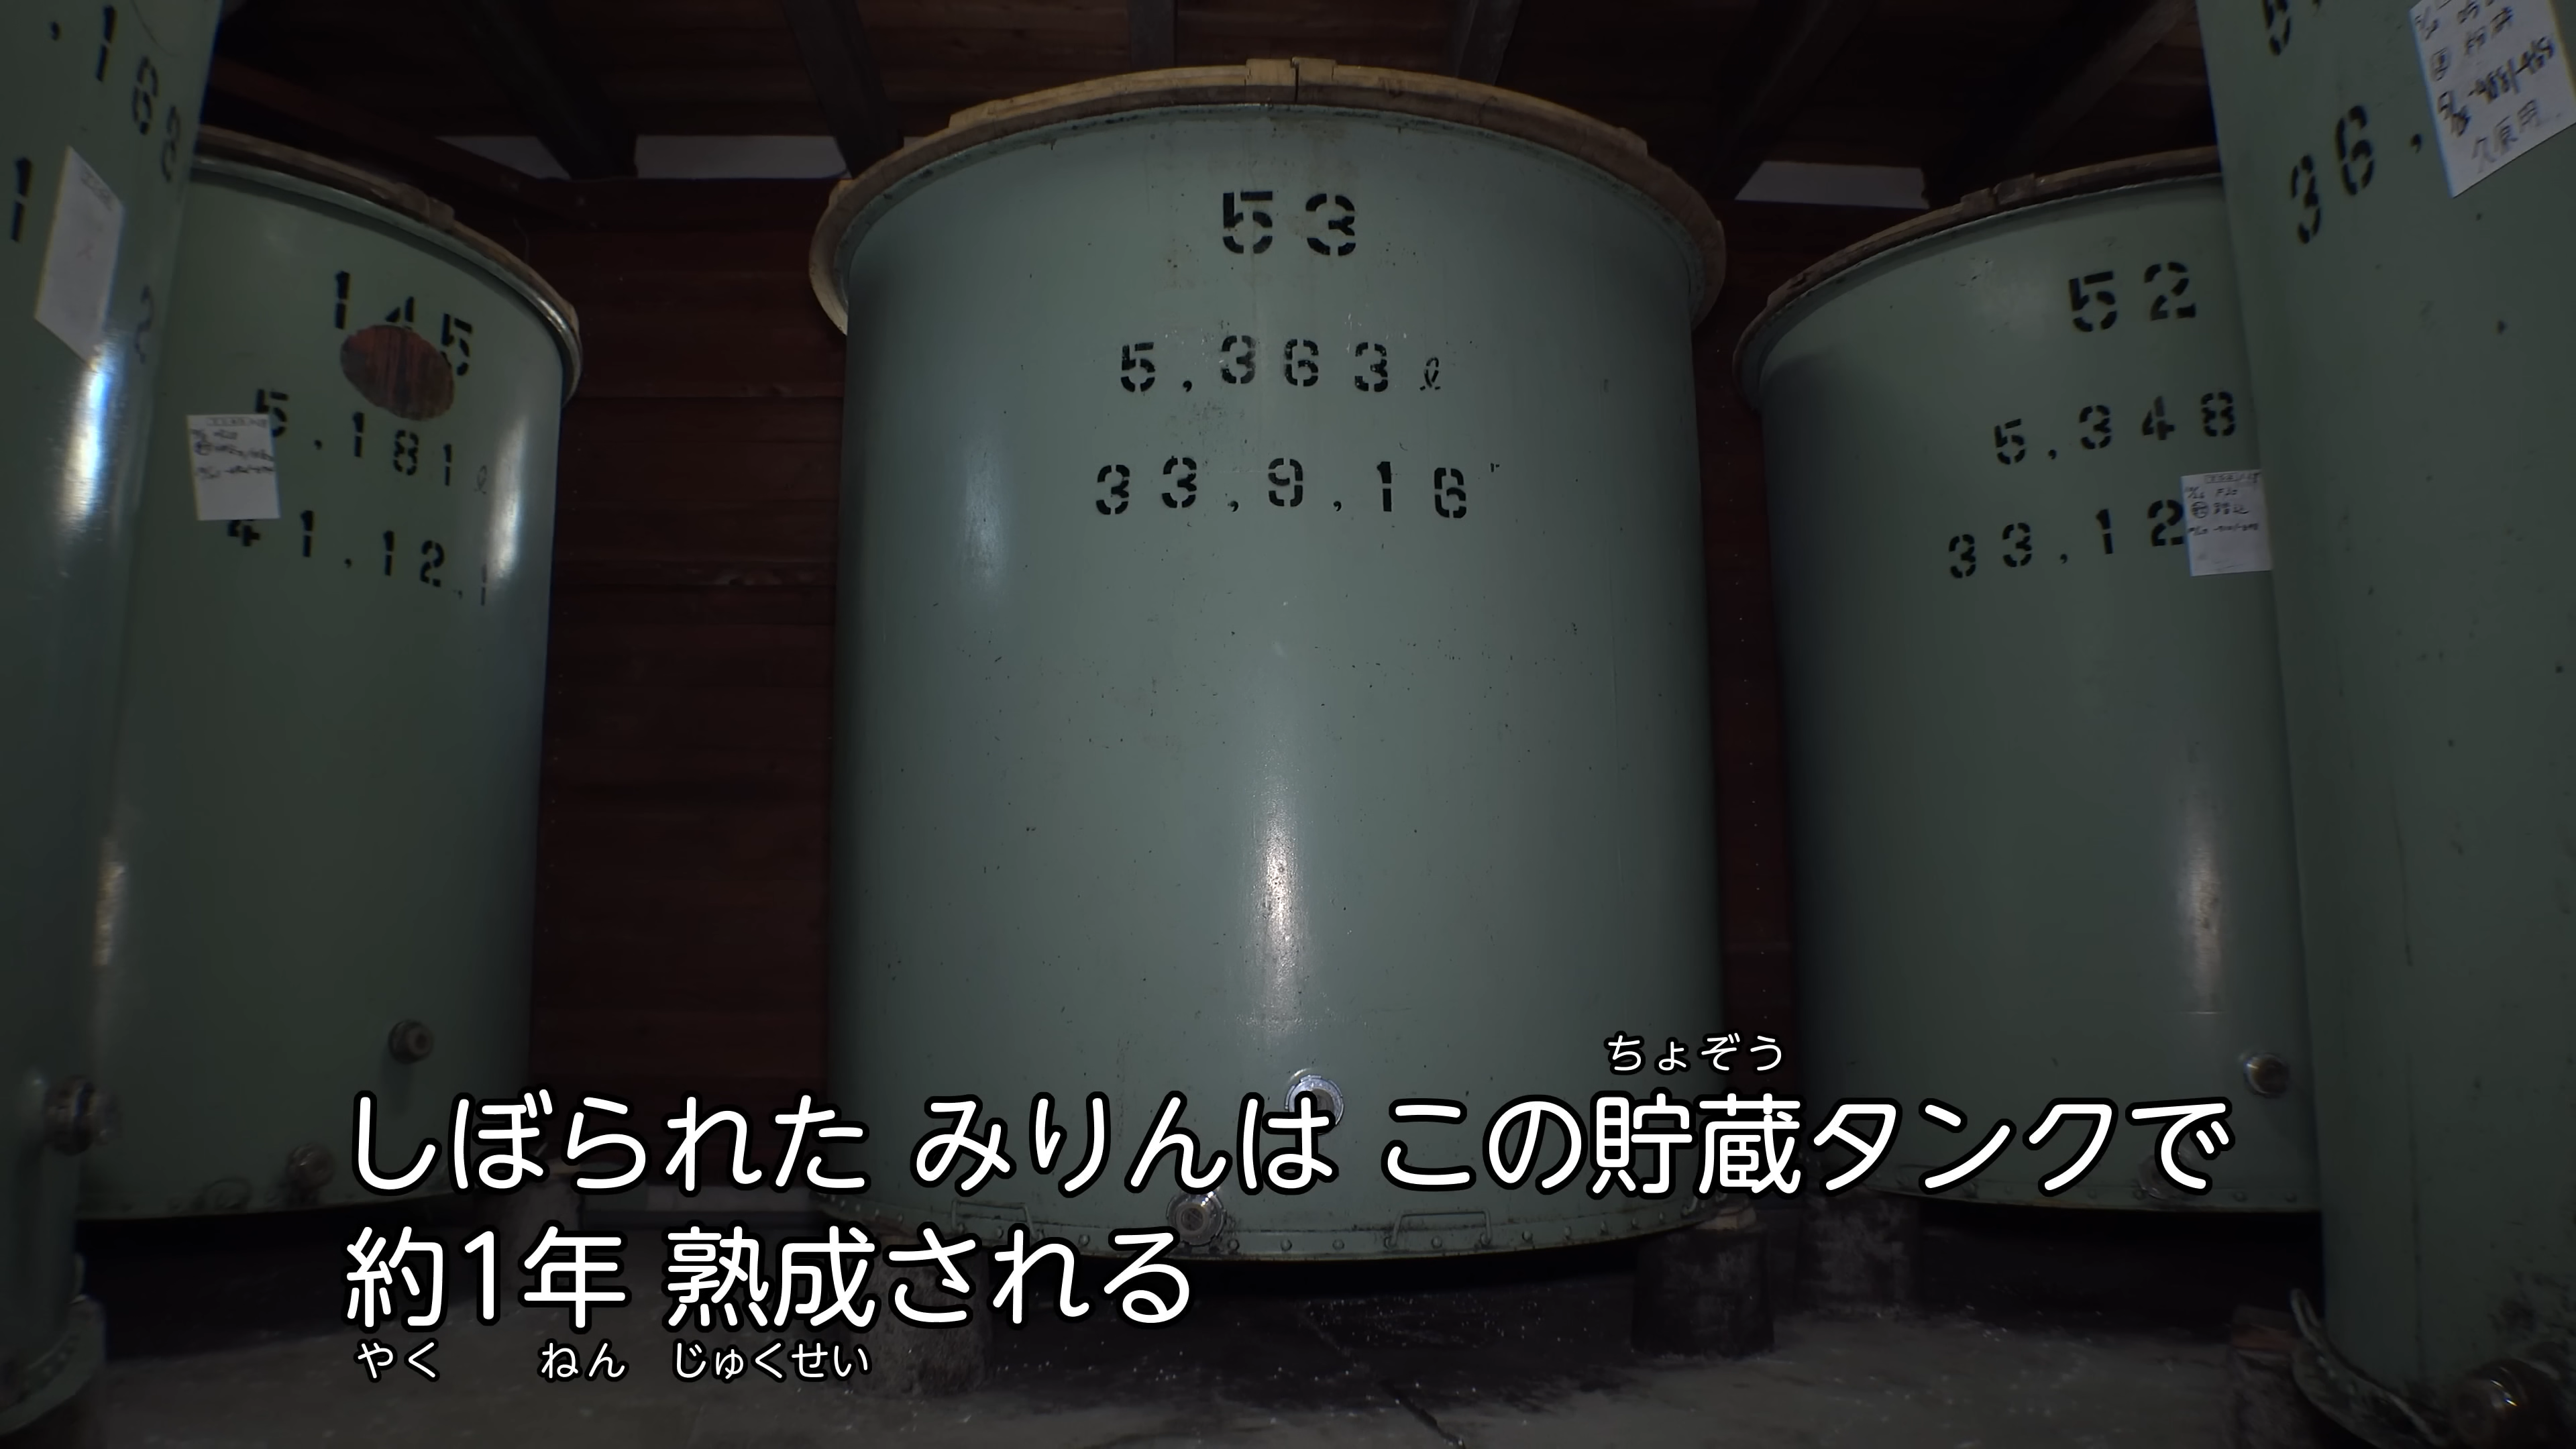 53
5,363ℓ
33,9,16
145
5,181ℓ
41,12,1
52
5,348
33,12
36,
ちょぞう
しぼられた みりんは この貯蔵タンクで
約1年 熟成される
やく ねん じゅくせい